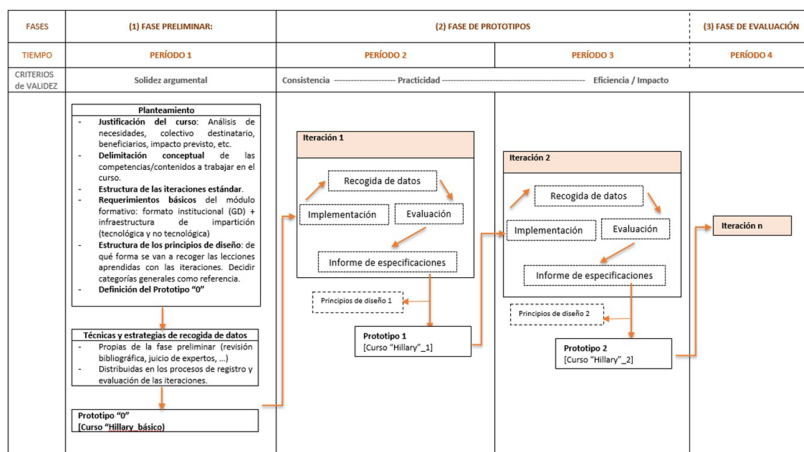 FASES
(1) FASE PRELIMINAR:
(2) FASE DE PROTOTIPOS
(3) FASE DE EVALUACIÓN
TIEMPO
PERÍODO 1
PERÍODO 2
PERÍODO 3
PERÍODO 4
CRITERIOS
de VALIDEZ
Solidez argumental
Consistencia ---------------------- Practicidad -------------------------------------------------- Eficiencia / Impacto
Planteamiento
- Justificación del curso: Análisis de
necesidades, colectivo destinatario,
beneficiarios, impacto previsto, etc.
- Delimitación conceptual de las
competencias/contenidos a trabajar en el
curso.
- Estructura de las iteraciones estándar.
- Requerimientos básicos del módulo
formativo: formato institucional (GD) +
infraestructura de impartición
(tecnológica y no tecnológica)
- Estructura de los principios de diseño: de
qué forma se van a recoger las lecciones
aprendidas con las iteraciones. Decidir
categorías generales como referencia.
- Definición del Prototipo "0"
Técnicas y estrategias de recogida de datos
- Propias de la fase preliminar (revisión
bibliográfica, juicio de expertos, ...)
- Distribuidas en los procesos de registro y
evaluación de las iteraciones.
Prototipo "0"
[Curso "Hillary_básico)
Iteración 1
Recogida de datos
Implementación
Evaluación
Informe de especificaciones
Principios de diseño 1
Prototipo 1
[Curso "Hillary"_1]
Iteración 2
Recogida de datos
Implementación
Evaluación
Informe de especificaciones
Principios de diseño 2
Prototipo 2
[Curso "Hillary"_2]
Iteración n